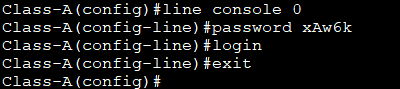 Class-A(config)#line console 0
Class-A(config-line)#password xAw6k
Class-A(config-line)#login
Class-A(config-line)#exit
Class-A(config)#